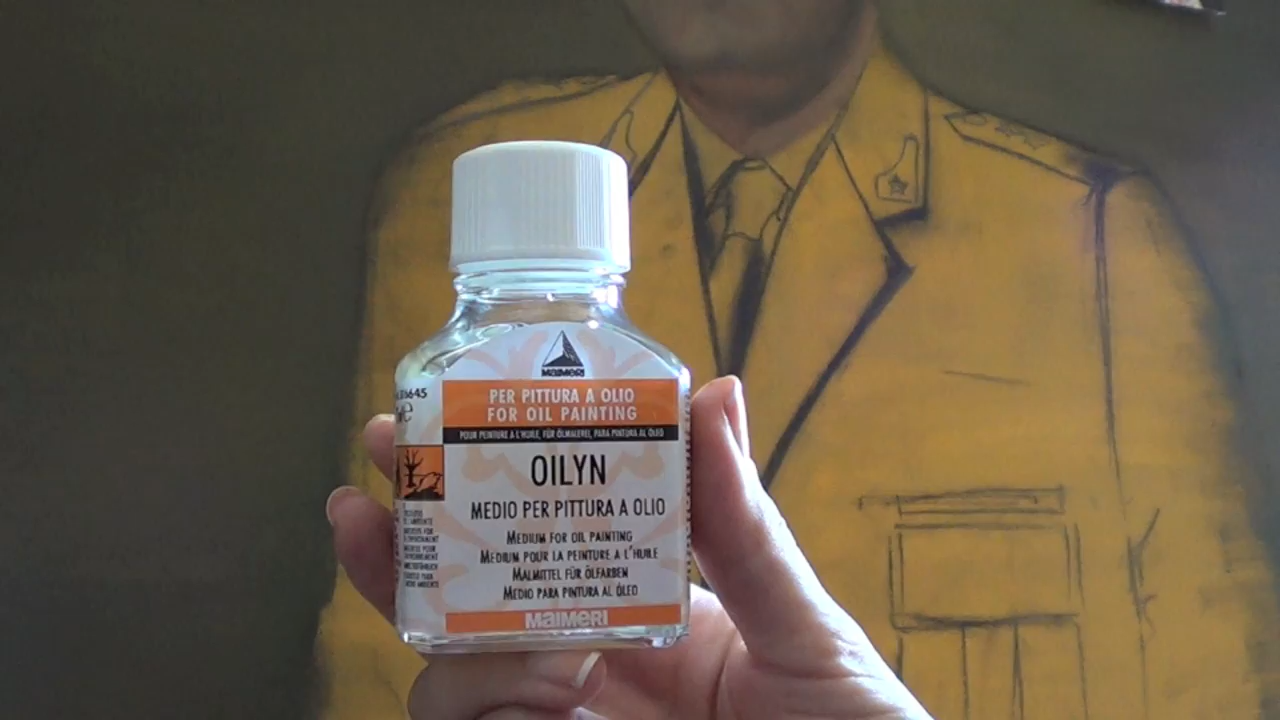 MAIMERI
PER PITTURA A OLIO
FOR OIL PAINTING
POUR PEINTURE A L'HUILE, FÜR ÖLMALEREI, PARA PINTURA AL ÓLEO
OILYN
MEDIO PER PITTURA A OLIO
MEDIUM FOR OIL PAINTING
MEDIUM POUR LA PEINTURE A L'HUILE
MALMITTEL FÜR ÖLFARBEN
MEDIO PARA PINTURA AL ÓLEO
MAIMERI
6645